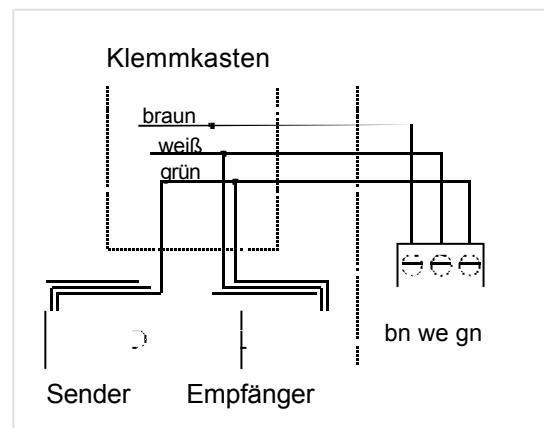 Klemmkasten
braun
weiß
grün
bn we gn
Sender Empfänger